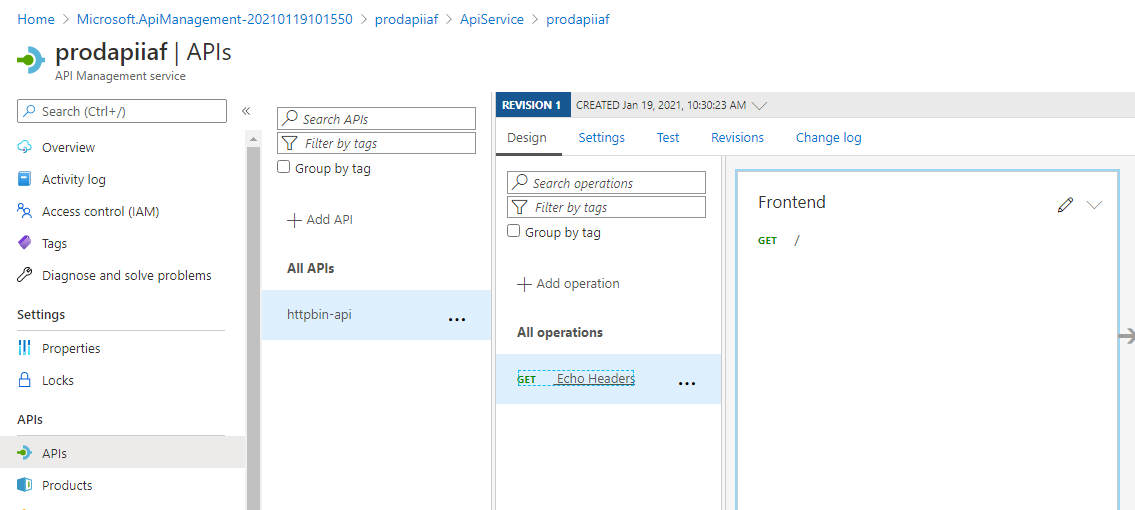 Home > Microsoft.ApiManagement-20210119101550 > prodapiiaf > ApiService > prodapiiaf
prodapiiaf | APIs
API Management service
Search (Ctrl+/)
«
Overview
Activity log
Access control (IAM)
Tags
Diagnose and solve problems
Settings
Properties
Locks
APIs
APIs
Products
Search APIs
Filter by tags
Group by tag
+ Add API
All APIs
httpbin-api ...
REVISION 1 CREATED Jan 19, 2021, 10:30:23 AM
Design Settings Test Revisions Change log
Search operations
Filter by tags
Group by tag
+ Add operation
All operations
GET Echo Headers ...
Frontend
GET /